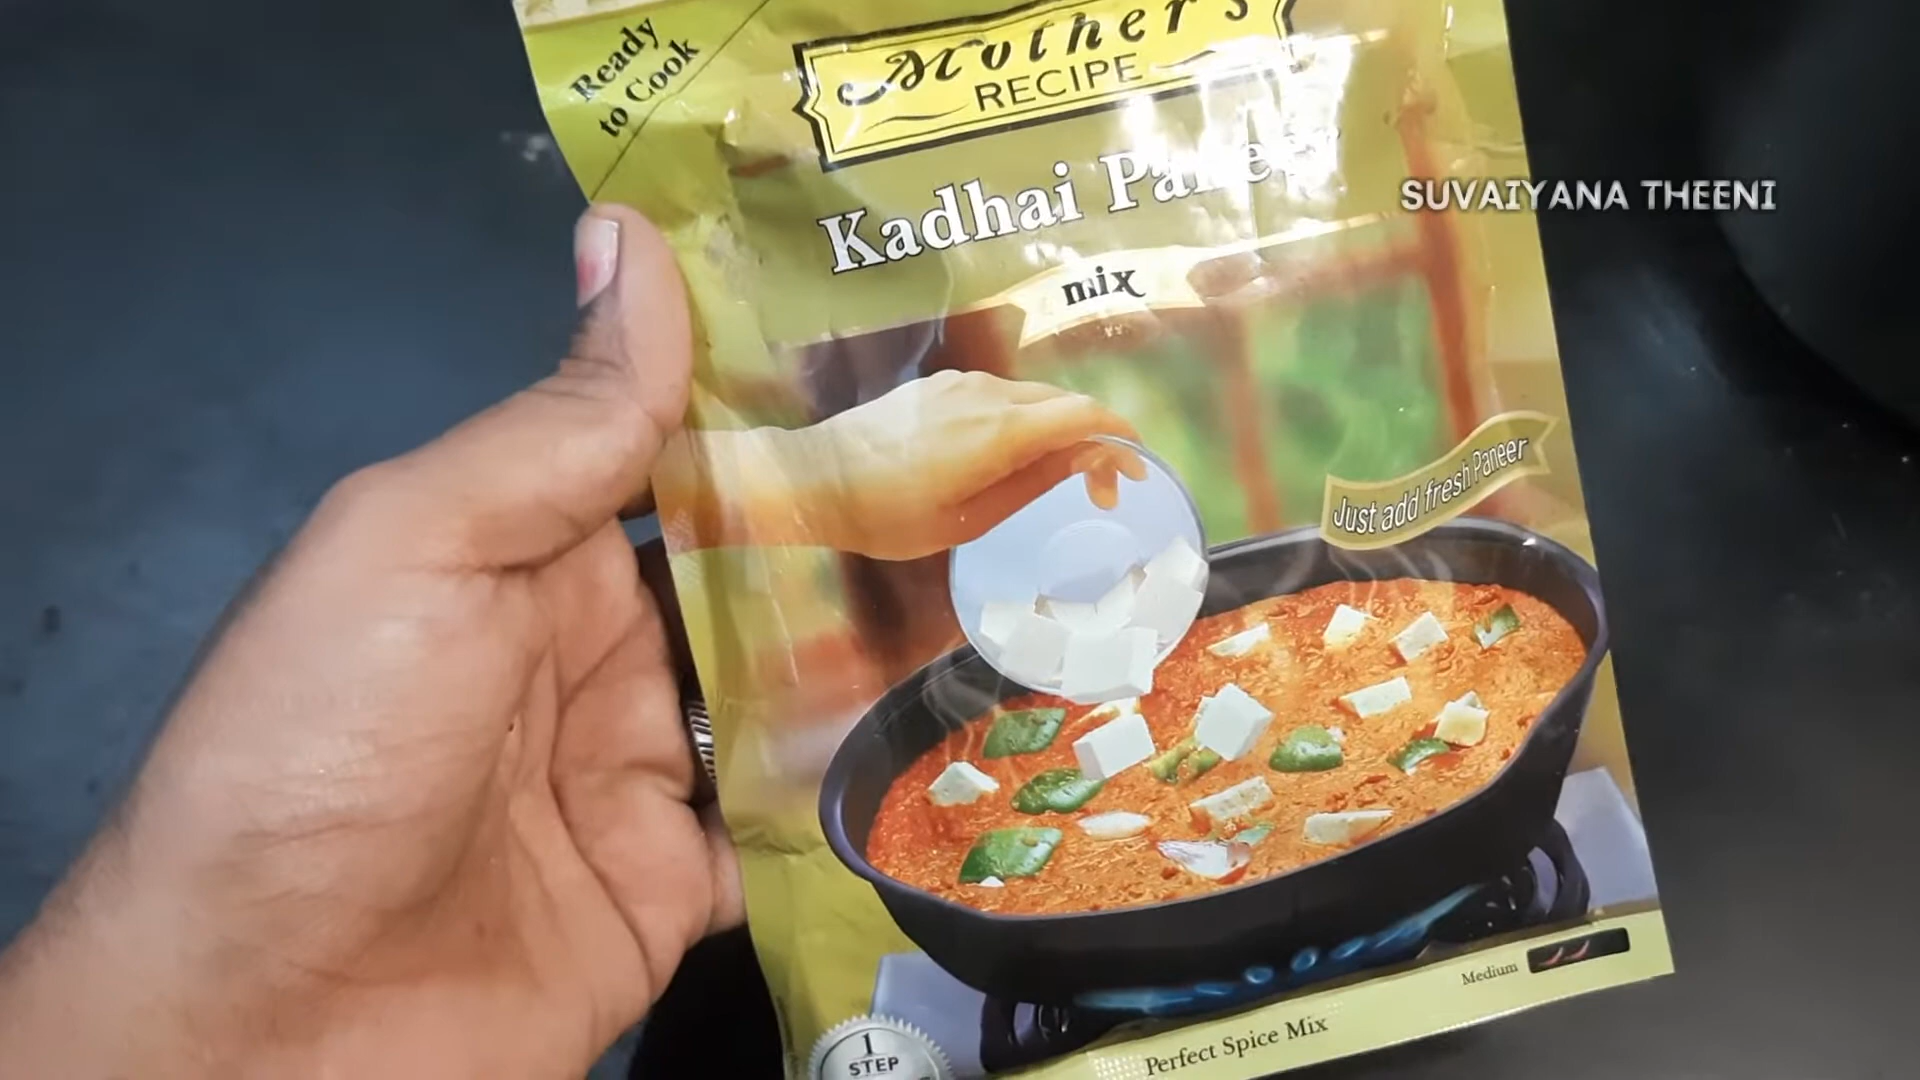 Ready
to Cook
Mother's
RECIPE
Kadhai Paneer
mix
SUVAIYANA THEENI
Just add fresh Paneer
Medium
1
STEP
Perfect Spice Mix